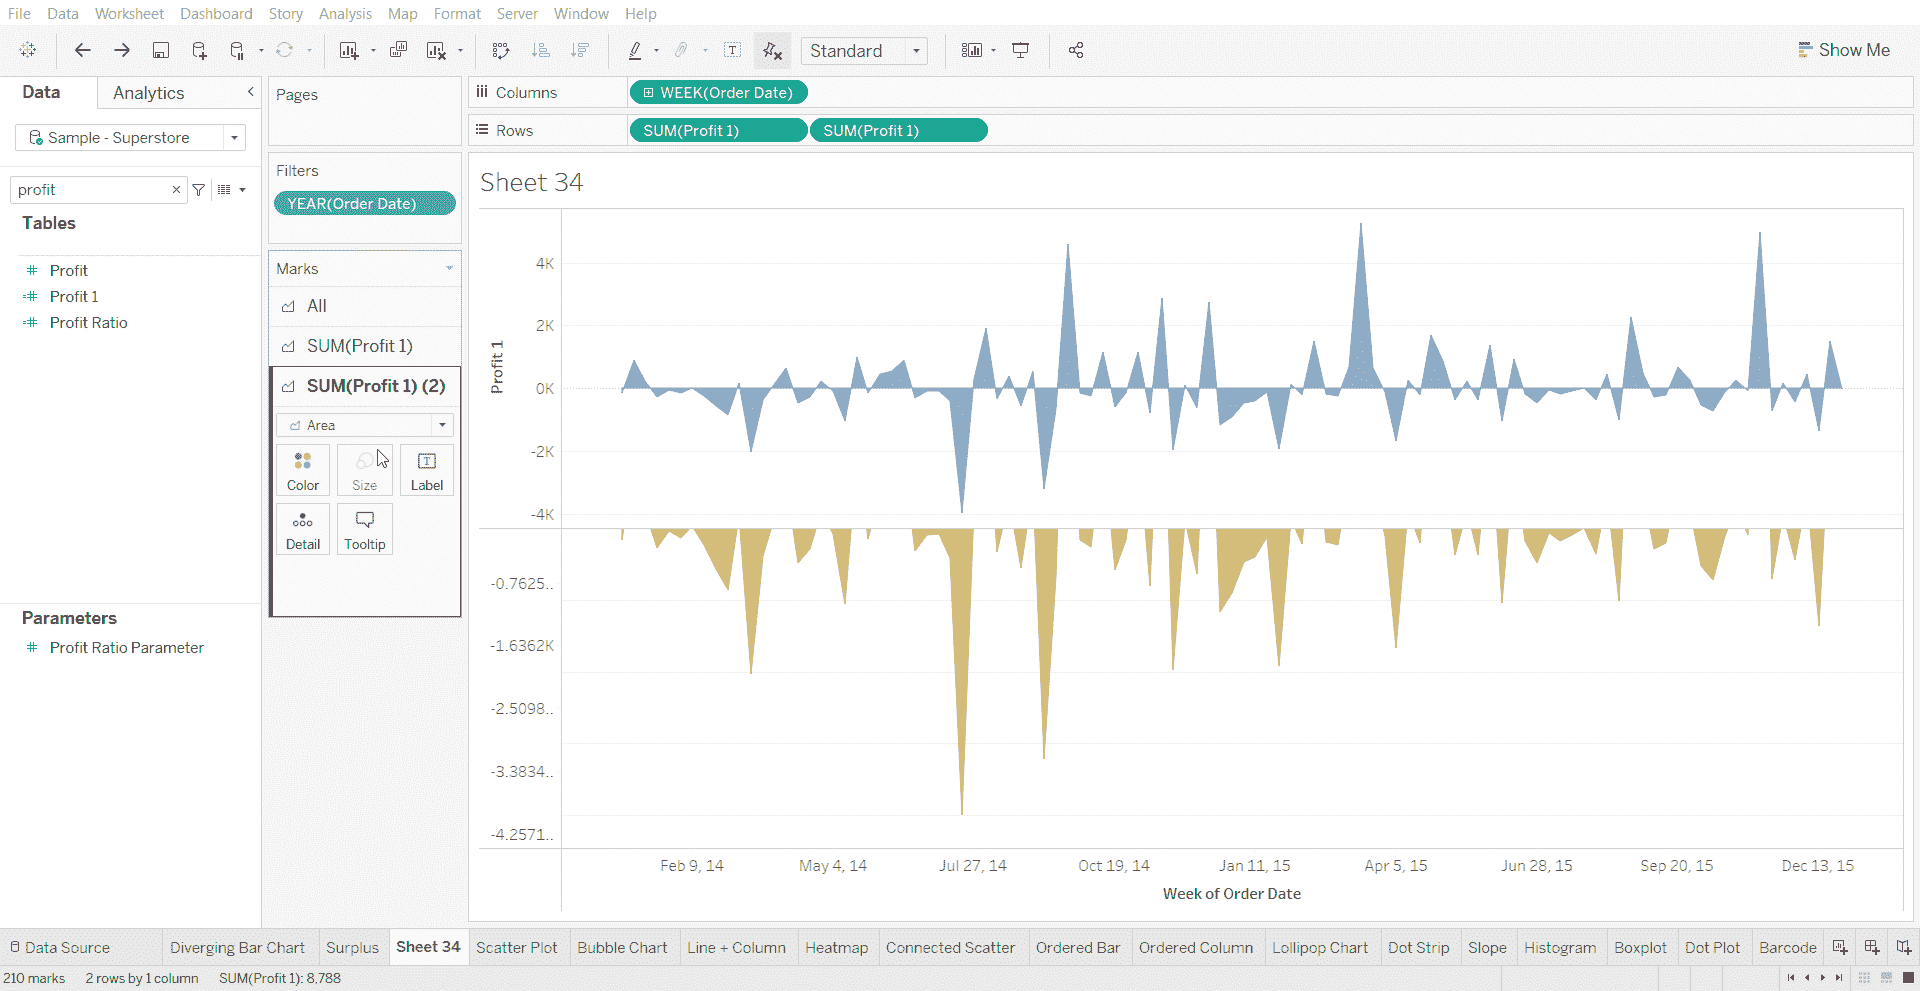 File Data Worksheet Dashboard Story Analysis Map Format Server Window Help
Standard
Show Me
Data Analytics
Sample - Superstore
profit
Tables
Profit
Profit 1
Profit Ratio
Parameters
Profit Ratio Parameter
Pages
Filters
YEAR(Order Date)
Marks
All
SUM(Profit 1)
SUM(Profit 1) (2)
Area
Color Size Label
Detail Tooltip
Columns WEEK(Order Date)
Rows SUM(Profit 1) SUM(Profit 1)
Sheet 34
Profit 1
4K
2K
0K
-2K
-4K
-0.7625..
-1.6362K
-2.5098..
-3.3834..
-4.2571..
Feb 9, 14 May 4, 14 Jul 27, 14 Oct 19, 14 Jan 11, 15 Apr 5, 15 Jun 28, 15 Sep 20, 15 Dec 13, 15
Week of Order Date
Data Source Diverging Bar Chart Surplus Sheet 34 Scatter Plot Bubble Chart Line + Column Heatmap Connected Scatter Ordered Bar Ordered Column Lollipop Chart Dot Strip Slope Histogram Boxplot Dot Plot Barcode
210 marks 2 rows by 1 column SUM(Profit 1): 8,788